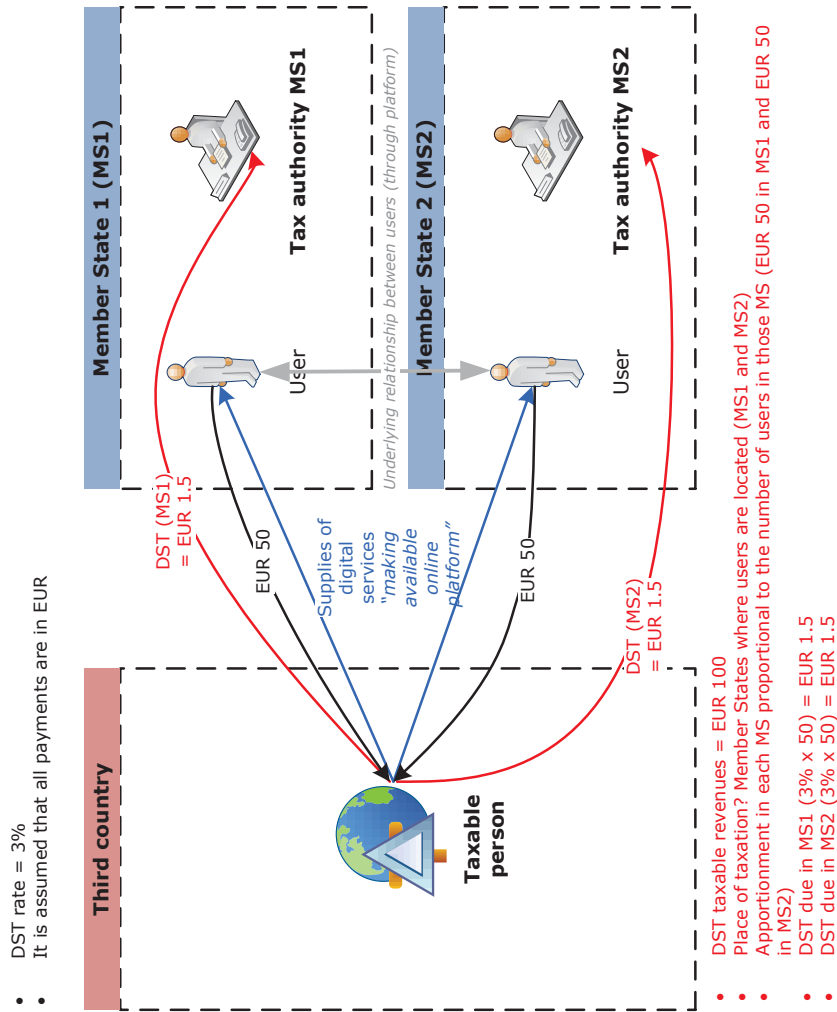 • DST rate = 3%
• It is assumed that all payments are in EUR
Third country
Member State 1 (MS1)
DST (MS1)
= EUR 1.5
EUR 50
User
Tax authority MS1
Taxable
person
Supplies of
digital
services
"making
available
online
platform"
Underlying relationship between users (through platform)
Member State 2 (MS2)
EUR 50
User
Tax authority MS2
DST (MS2)
= EUR 1.5
• DST taxable revenues = EUR 100
• Place of taxation? Member States where users are located (MS1 and MS2)
• Apportionment in each MS proportional to the number of users in those MS (EUR 50 in MS1 and EUR 50
in MS2)
• DST due in MS1 (3% x 50) = EUR 1.5
• DST due in MS2 (3% x 50) = EUR 1.5